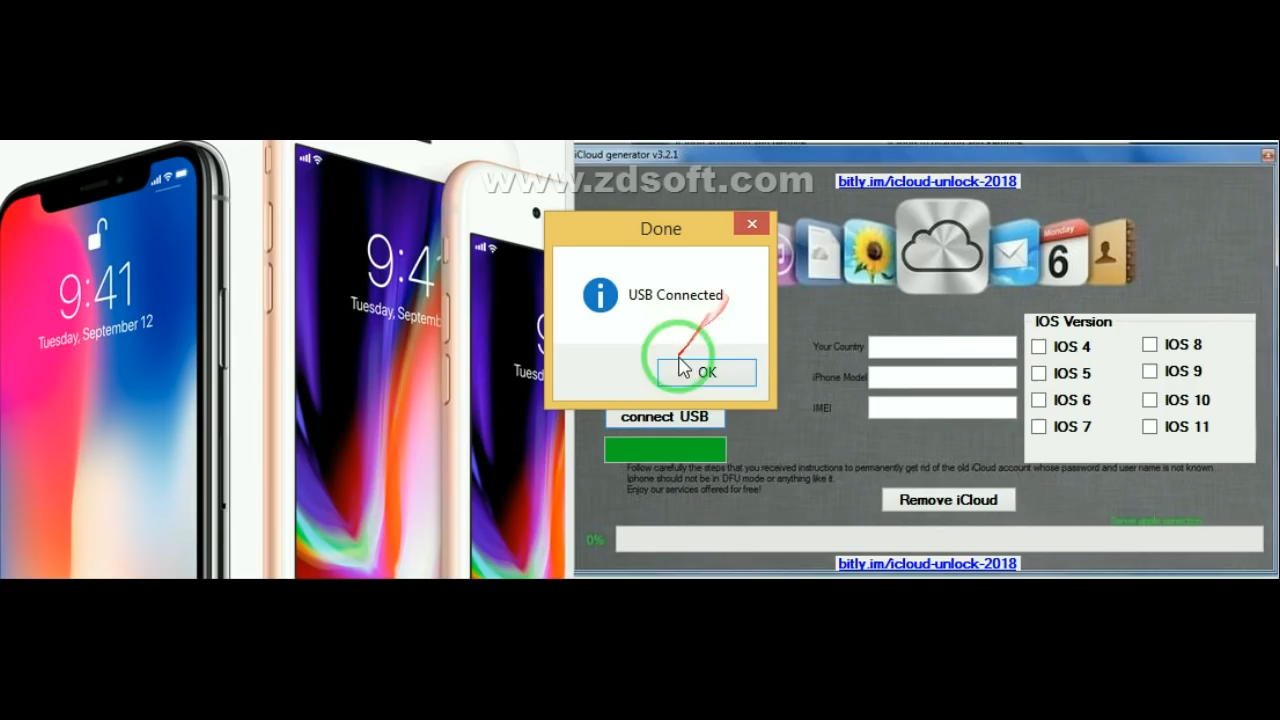 9:41
Tuesday, September 12
9:4
Tuesday, Septemb
9
Tuesd
www.zdsoft.com
iCloud generator v3.2.1
bitly.im/icloud-unlock-2018
Monday
6
Done
USB Connected
OK
connect USB
Your Country
iPhone Model
IMEI
IOS Version
IOS 4
IOS 8
IOS 5
IOS 9
IOS 6
IOS 10
IOS 7
IOS 11
Follow carefully the steps that you received instructions to permanently get rid of the old iCloud account whose password and user name is not known.
Iphone should not be in DFU mode or anything like it.
Enjoy our services offered for free!
Remove iCloud
0%
bitly.im/icloud-unlock-2018